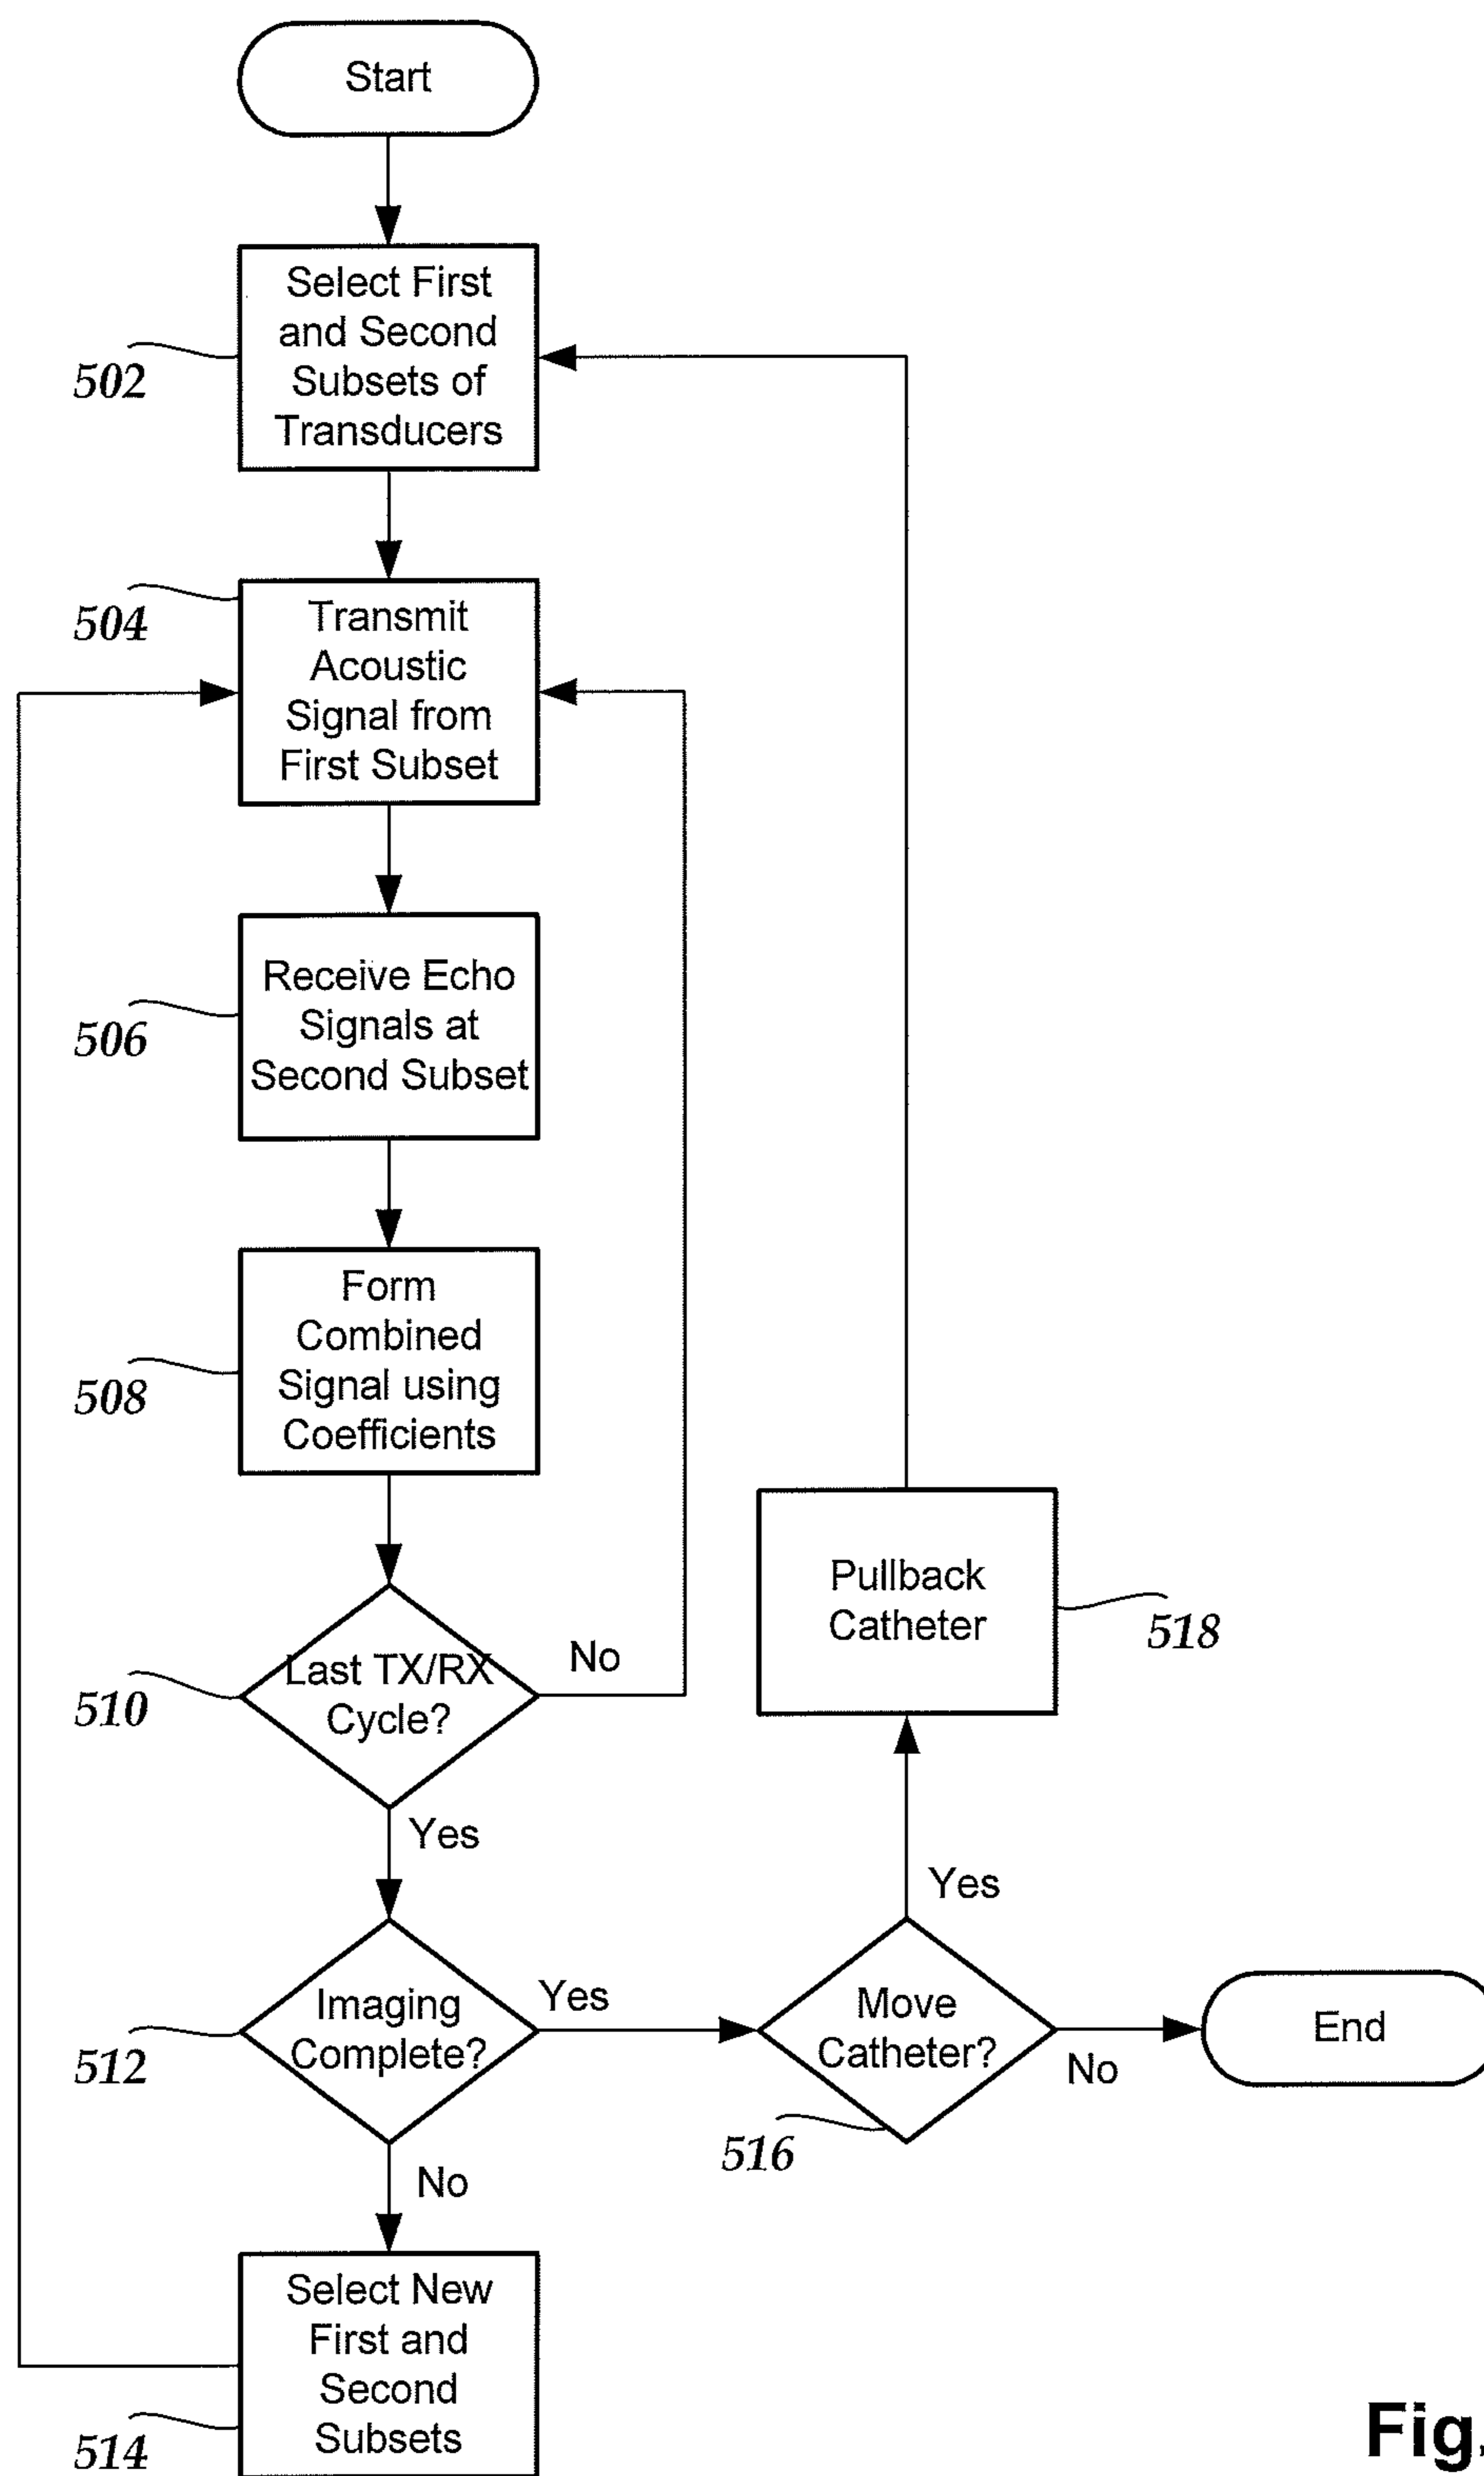 Start
Select First
and Second
Subsets of
Transducers
502
Transmit
Acoustic
Signal from
First Subset
504
Receive Echo
Signals at
Second Subset
506
Form
Combined
Signal using
Coefficients
508
Last TX/RX
Cycle?
510
No
Yes
Imaging
Complete?
512
Yes
No
Select New
First and
Second
Subsets
514
Move
Catheter?
516
Yes
No
Pullback
Catheter
518
End
Fig.